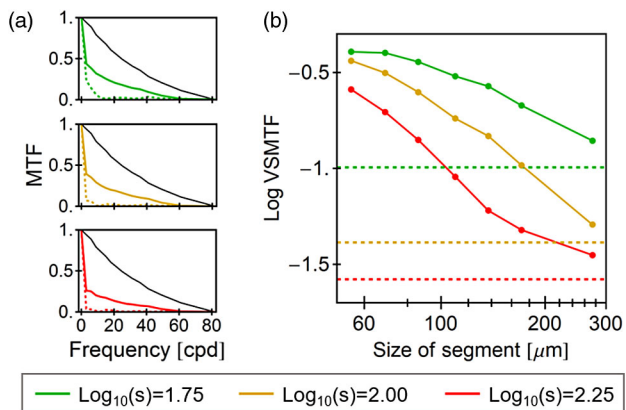 (a)
1.
0.5
0.
1.
0.5
0.
1.
0.5
0.
MTF
0 20 40 60 80
Frequency [cpd]
(b)
−0.5
−1.
−1.5
Log VSMTF
60 100 200 300
Size of segment [μm]
Log10(s)=1.75 Log10(s)=2.00 Log10(s)=2.25